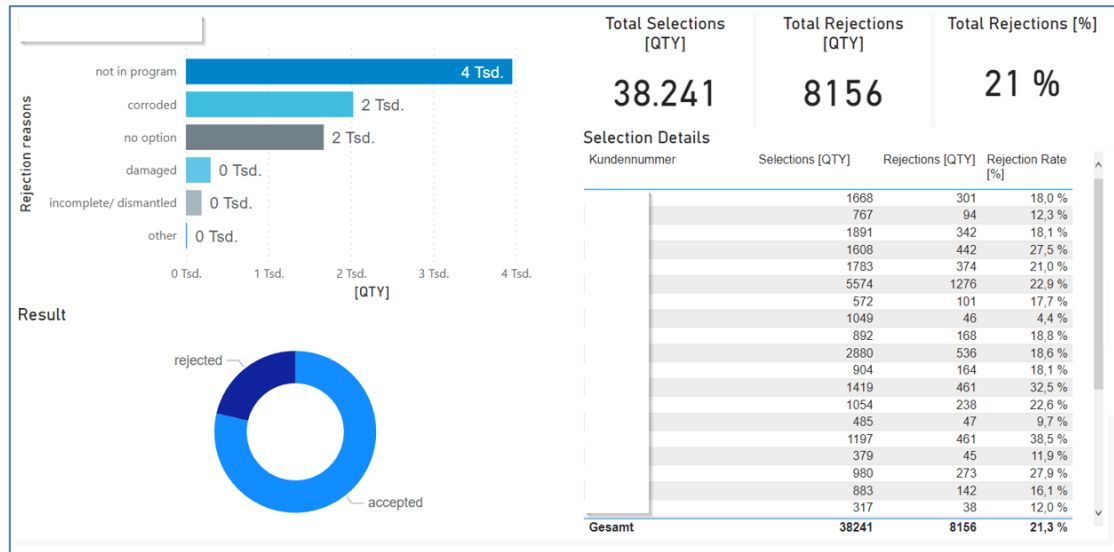 not in program
4 Tsd.
corroded
2 Tsd.
no option
2 Tsd.
damaged
0 Tsd.
incomplete/ dismantled
0 Tsd.
other
0 Tsd.
Rejection reasons
0 Tsd. 1 Tsd. 2 Tsd. 3 Tsd. 4 Tsd.
[QTY]
Result
rejected
accepted
Total Selections
[QTY]
38.241
Total Rejections
[QTY]
8156
Total Rejections [%]
21 %
Selection Details
Kundennummer Selections [QTY] Rejections [QTY] Rejection Rate
[%]
1668 301 18,0 %
767 94 12,3 %
1891 342 18,1 %
1608 442 27,5 %
1783 374 21,0 %
5574 1276 22,9 %
572 101 17,7 %
1049 46 4,4 %
892 168 18,8 %
2880 536 18,6 %
904 164 18,1 %
1419 461 32,5 %
1054 238 22,6 %
485 47 9,7 %
1197 461 38,5 %
379 45 11,9 %
980 273 27,9 %
883 142 16,1 %
317 38 12,0 %
Gesamt 38241 8156 21,3 %